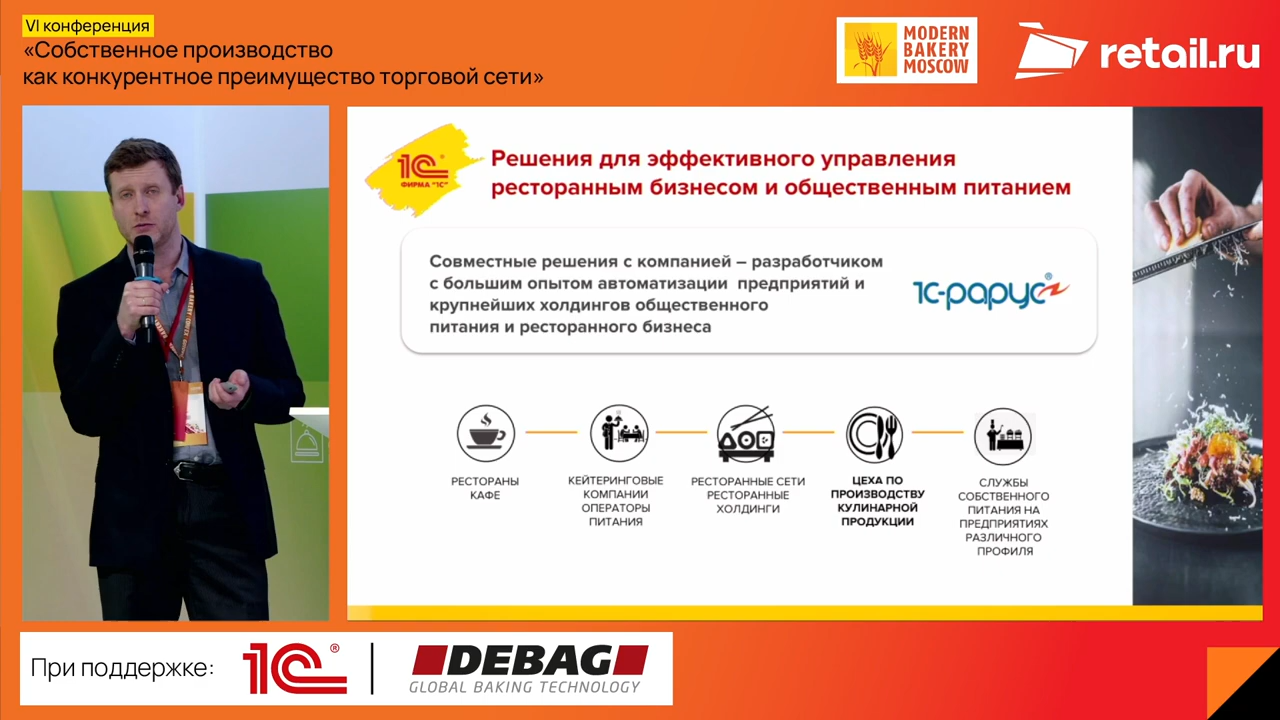 VI конференция
«Собственное производство
как конкурентное преимущество торговой сети»
MODERN
BAKERY
MOSCOW
retail.ru
1С
ФИРМА "1С"
Решения для эффективного управления
ресторанным бизнесом и общественным питанием
Совместные решения с компанией – разработчиком
с большим опытом автоматизации предприятий и
крупнейших холдингов общественного
питания и ресторанного бизнеса
1С-рарус®
РЕСТОРАНЫ
КАФЕ
КЕЙТЕРИНГОВЫЕ
КОМПАНИИ
ОПЕРАТОРЫ
ПИТАНИЯ
РЕСТОРАННЫЕ СЕТИ
РЕСТОРАННЫЕ
ХОЛДИНГИ
ЦЕХА ПО
ПРОИЗВОДСТВУ
КУЛИНАРНОЙ
ПРОДУКЦИИ
СЛУЖБЫ
СОБСТВЕННОГО
ПИТАНИЯ НА
ПРЕДПРИЯТИЯХ
РАЗЛИЧНОГО
ПРОФИЛЯ
При поддержке:
1С®
DEBAG
GLOBAL BAKING TECHNOLOGY